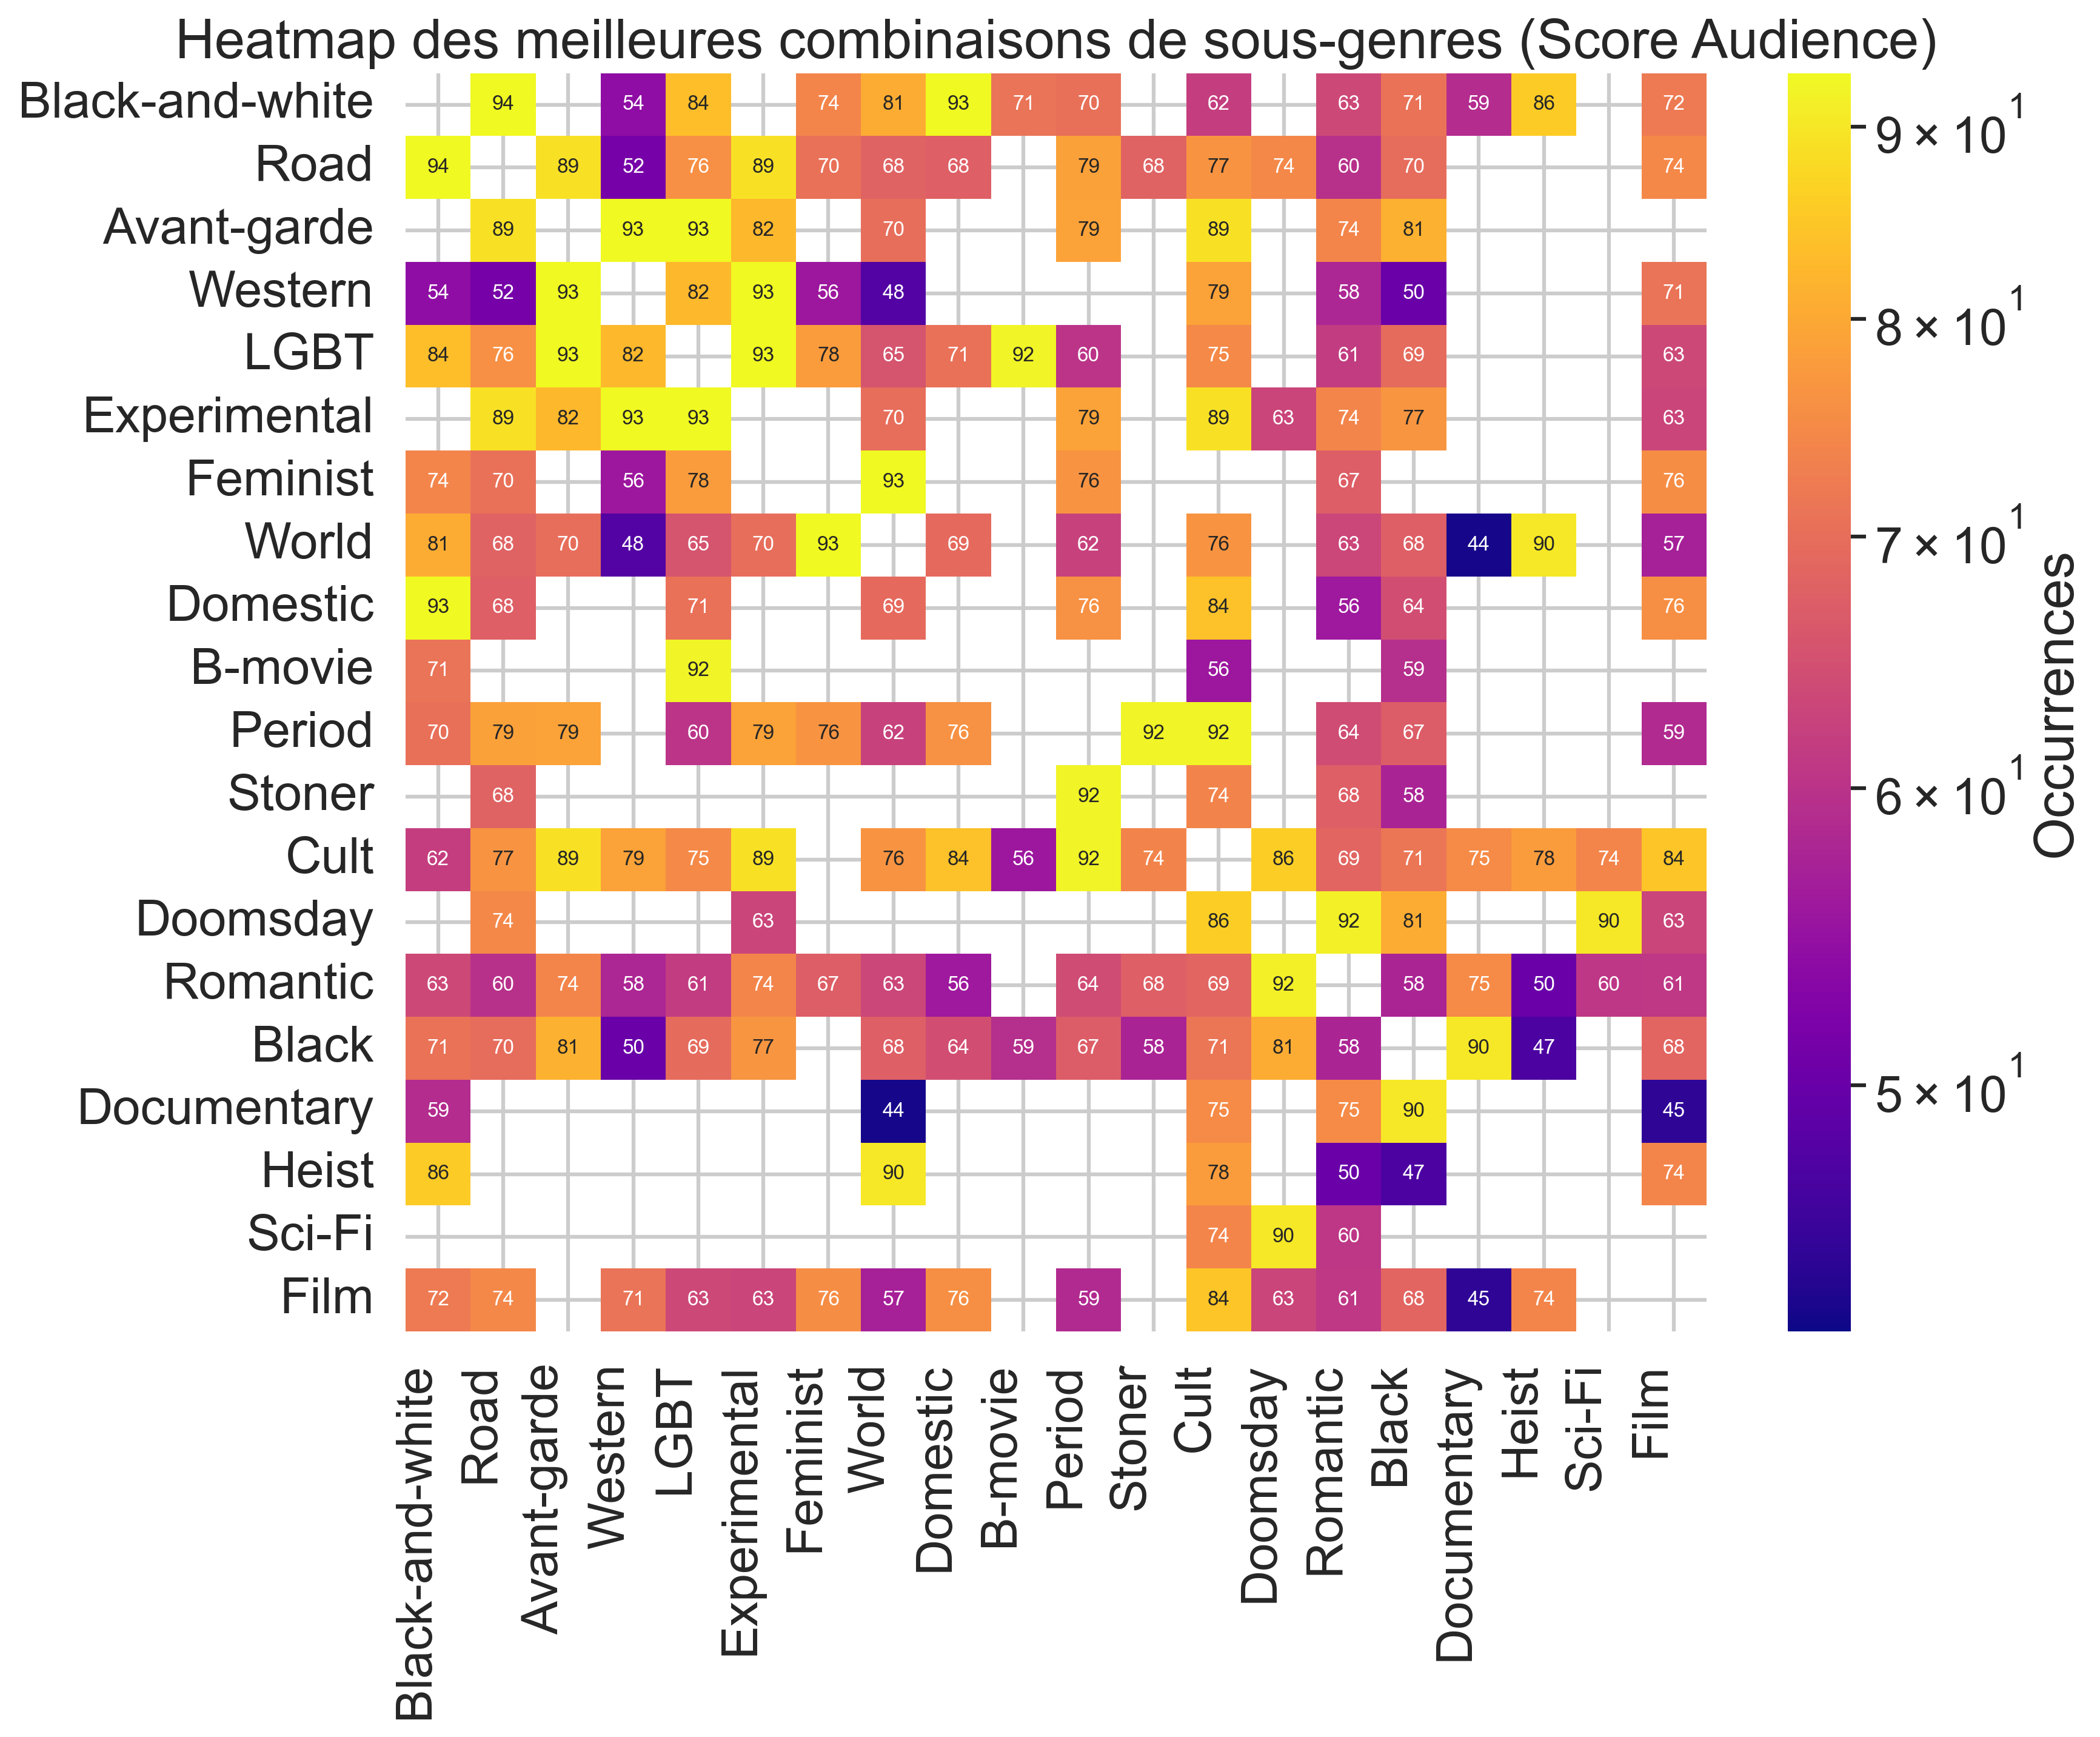 Heatmap des meilleures combinaisons de sous-genres (Score Audience)
Black-and-white 94 54 84 74 81 93 71 70 62 63 71 59 86 72
Road 94 89 52 76 89 70 68 68 79 68 77 74 60 70 74
Avant-garde 89 93 93 82 70 79 89 74 81
Western 54 52 93 82 93 56 48 79 58 50 71
LGBT 84 76 93 82 93 78 65 71 92 60 75 61 69 63
Experimental 89 82 93 93 70 79 89 63 74 77 63
Feminist 74 70 56 78 93 76 67 76
World 81 68 70 48 65 70 93 69 62 76 63 68 44 90 57
Domestic 93 68 71 69 76 84 56 64 76
B-movie 71 92 56 59
Period 70 79 79 60 79 76 62 76 92 92 64 67 59
Stoner 68 92 74 68 58
Cult 62 77 89 79 75 89 76 84 56 92 74 86 69 71 75 78 74 84
Doomsday 74 63 86 92 81 90 63
Romantic 63 60 74 58 61 74 67 63 56 64 68 69 92 58 75 50 60 61
Black 71 70 81 50 69 77 68 64 59 67 58 71 81 58 90 47 68
Documentary 59 44 75 75 90 45
Heist 86 90 78 50 47 74
Sci-Fi 74 90 60
Film 72 74 71 63 63 76 57 76 59 84 63 61 68 45 74
Black-and-white
Road
Avant-garde
Western
LGBT
Experimental
Feminist
World
Domestic
B-movie
Period
Stoner
Cult
Doomsday
Romantic
Black
Documentary
Heist
Sci-Fi
Film
9 × 10¹
8 × 10¹
7 × 10¹
6 × 10¹
5 × 10¹
Occurrences